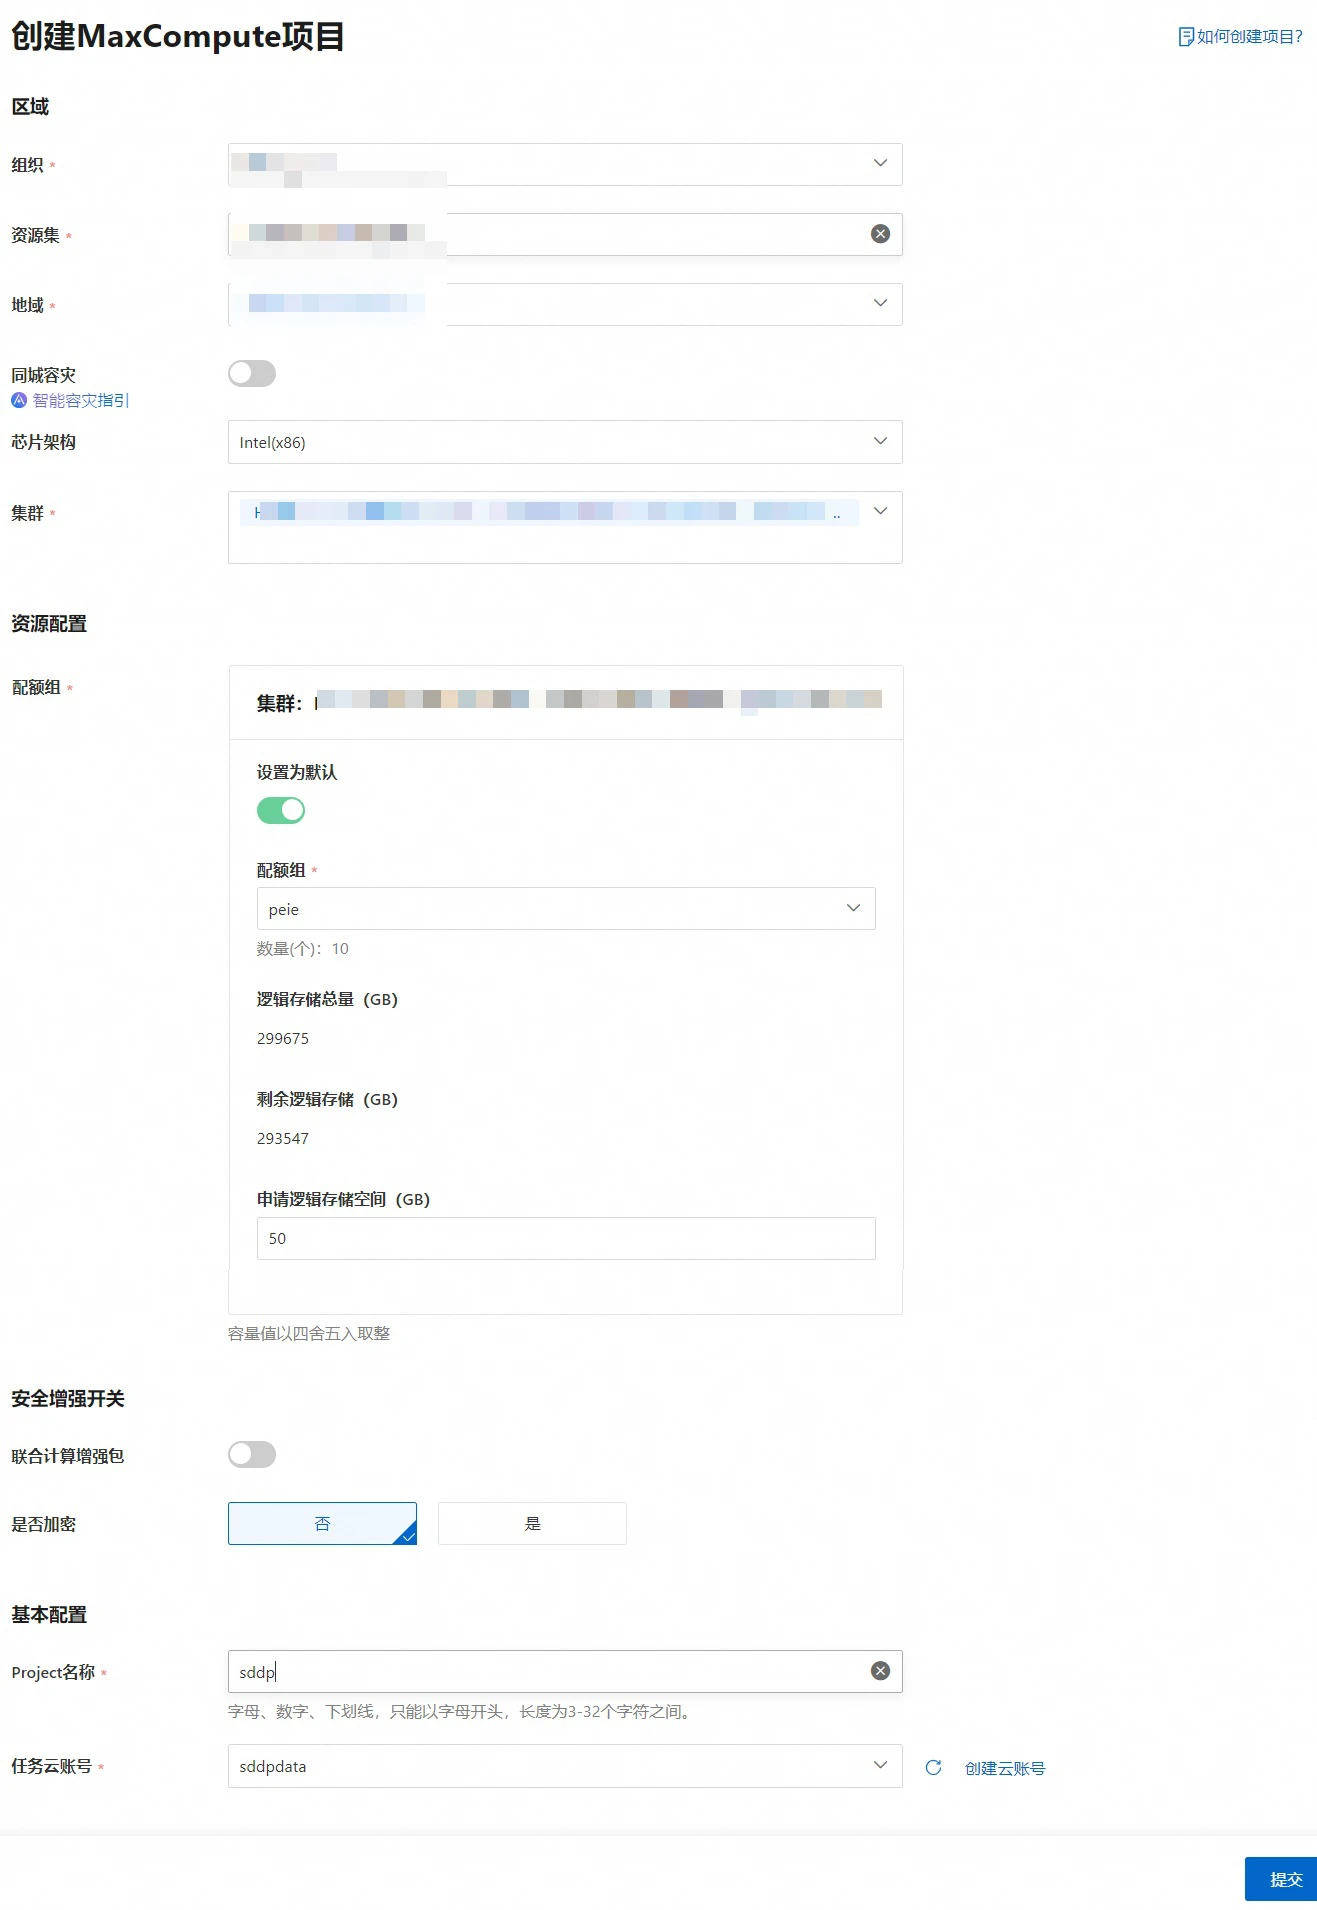 创建MaxCompute项目
如何创建项目?
区域
组织 *
资源集 *
地域 *
同城容灾
智能容灾指引
芯片架构
Intel(x86)
集群 *
..
资源配置
配额组 *
集群：
设置为默认
配额组 *
peie
数量(个)：10
逻辑存储总量（GB）
299675
剩余逻辑存储（GB）
293547
申请逻辑存储空间（GB）
50
容量值以四舍五入取整
安全增强开关
联合计算增强包
是否加密
否
是
基本配置
Project名称 *
sddp
字母、数字、下划线，只能以字母开头，长度为3-32个字符之间。
任务云账号 *
sddpdata
创建云账号
提交